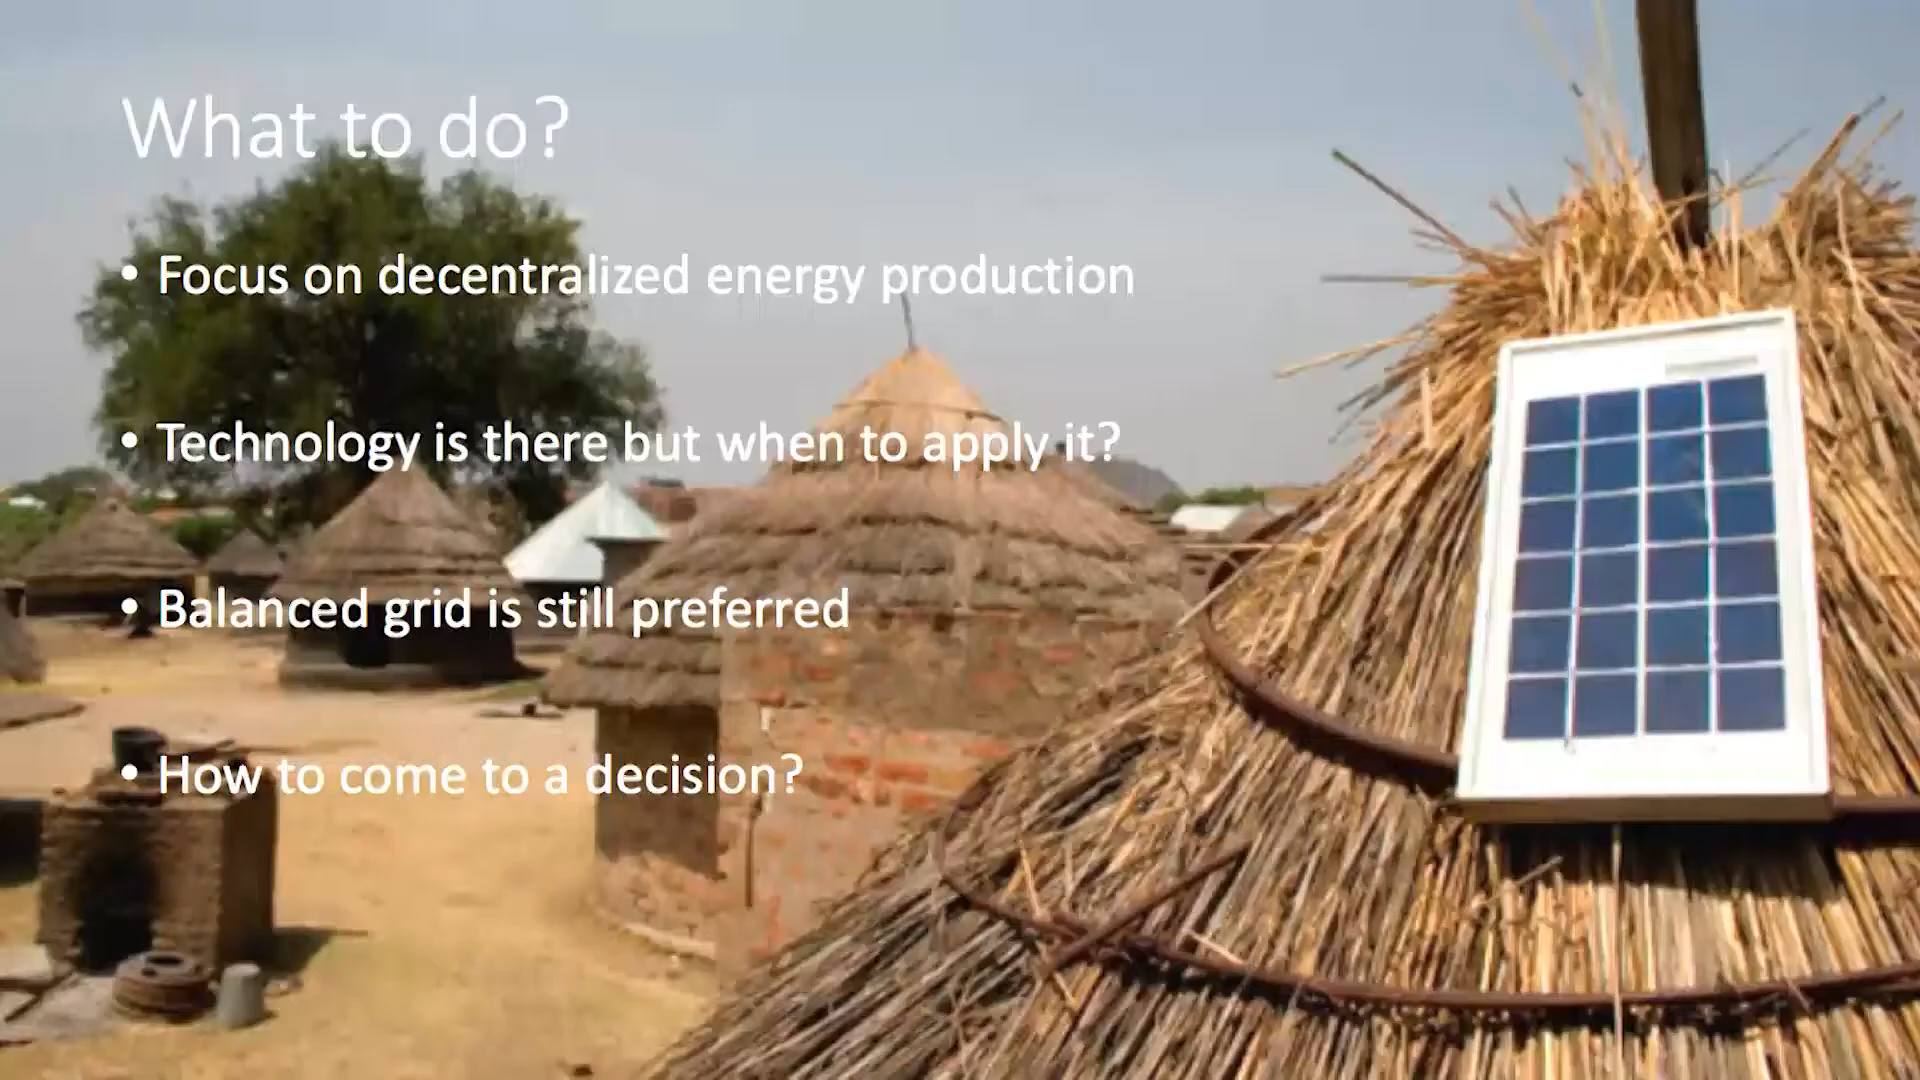 What to do?
• Focus on decentralized energy production
• Technology is there but when to apply it?
• Balanced grid is still preferred
• How to come to a decision?